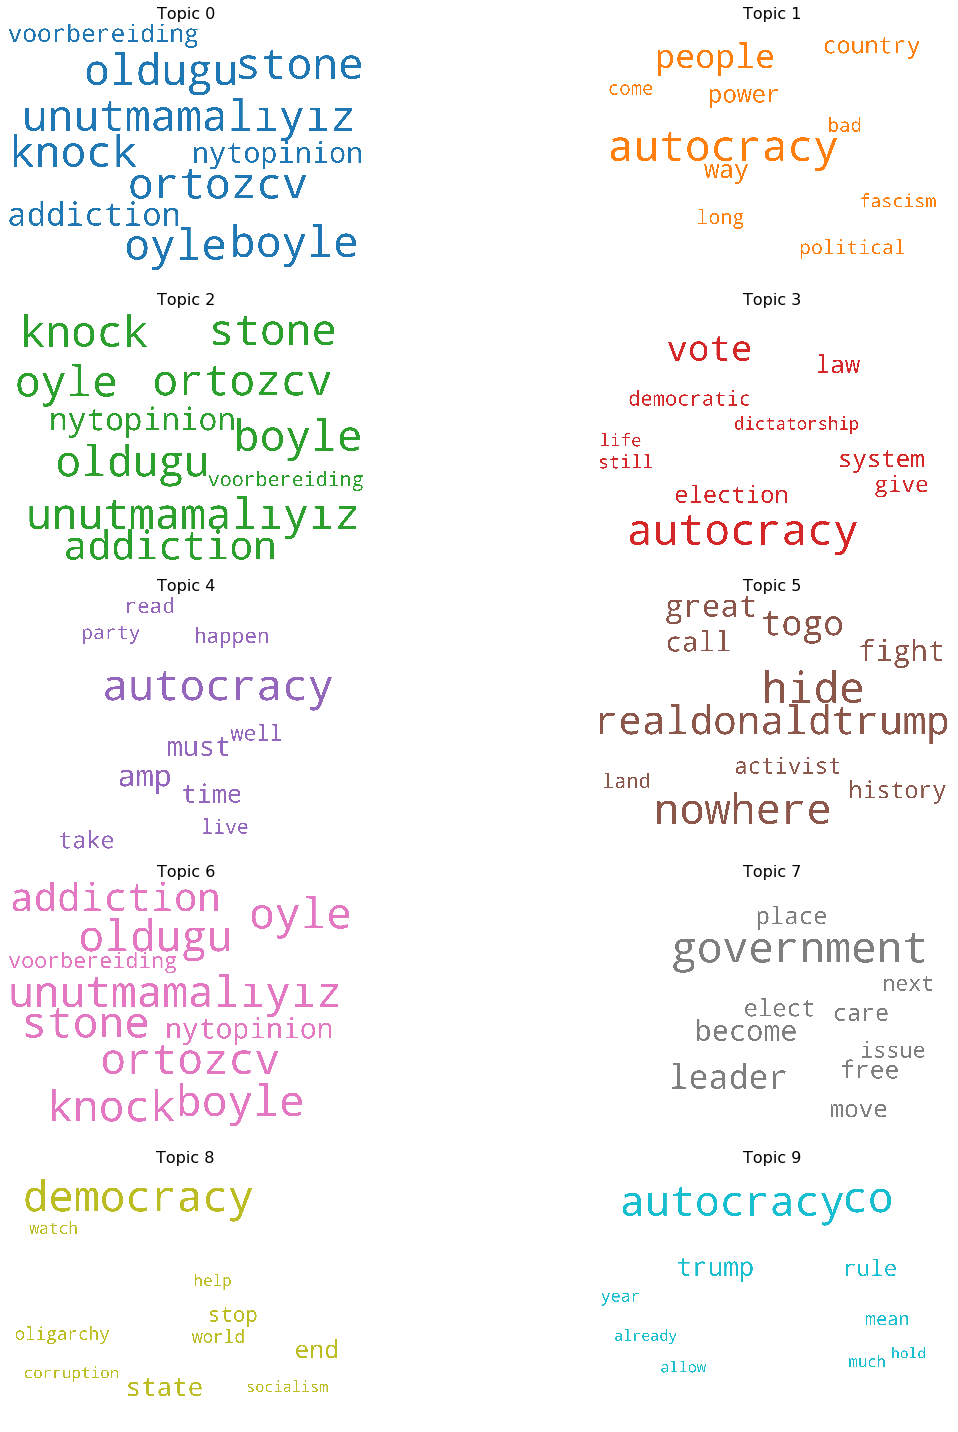 Topic 0
voorbereiding
oldugu stone
unutmamalıyız
knock nytopinion
ortozcv
addiction
oyle boyle
Topic 1
people country
come power
bad
autocracy
way
fascism
long
political
Topic 2
knock stone
oyle ortozcv
nytopinion
boyle
oldugu
voorbereiding
unutmamalıyız
addiction
Topic 3
vote
law
democratic
dictatorship
life
still system
give
election
autocracy
Topic 4
read
party happen
autocracy
must well
amp
time
live
take
Topic 5
great togo
call fight
hide
realdonaldtrump
activist
land history
nowhere
Topic 6
addiction oyle
oldugu
voorbereiding
unutmamalıyız
stone nytopinion
ortozcv
knock boyle
Topic 7
place
government
next
elect care
become
issue
leader free
move
Topic 8
democracy
watch
help
stop
oligarchy world
end
corruption
state socialism
Topic 9
autocracy co
trump rule
year
mean
already
hold
allow much